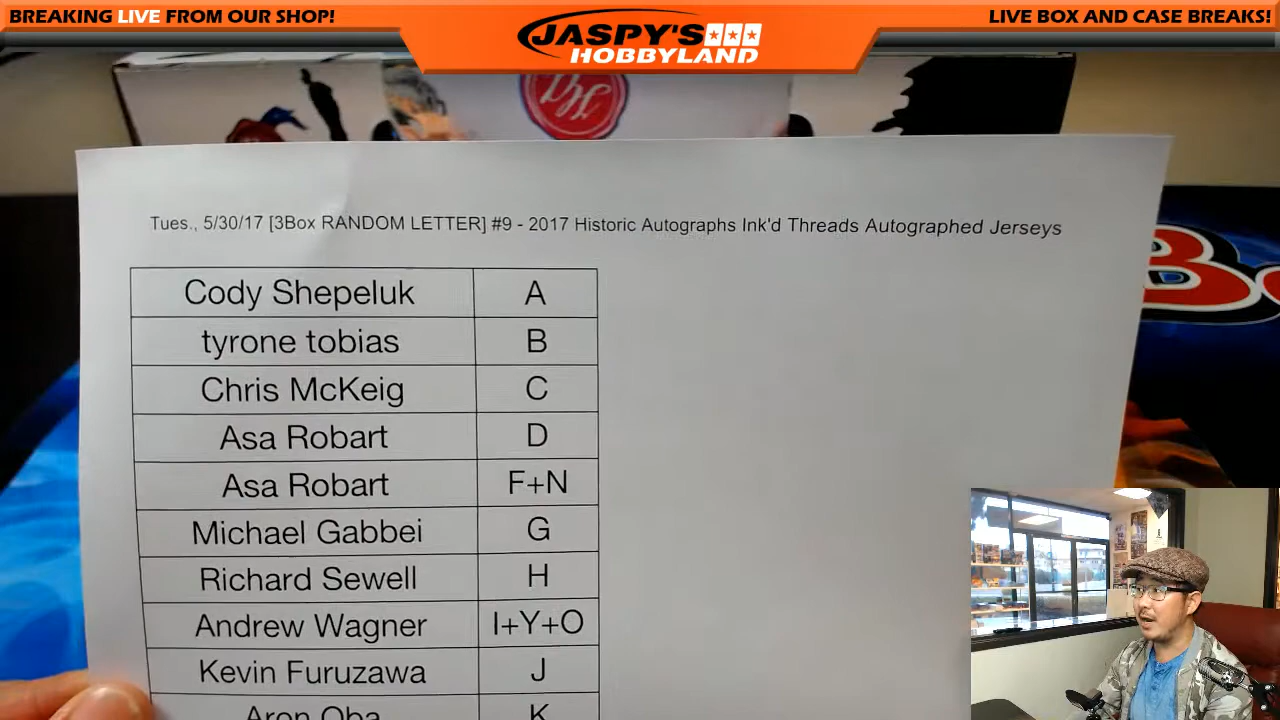 BREAKING LIVE FROM OUR SHOP!
JASPY'S
HOBBYLAND
LIVE BOX AND CASE BREAKS!
Tues., 5/30/17 [3Box RANDOM LETTER] #9 - 2017 Historic Autographs Ink'd Threads Autographed Jerseys
Cody Shepeluk A
tyrone tobias B
Chris McKeig C
Asa Robart D
Asa Robart F+N
Michael Gabbei G
Richard Sewell H
Andrew Wagner I+Y+O
Kevin Furuzawa J
Aron Oba K